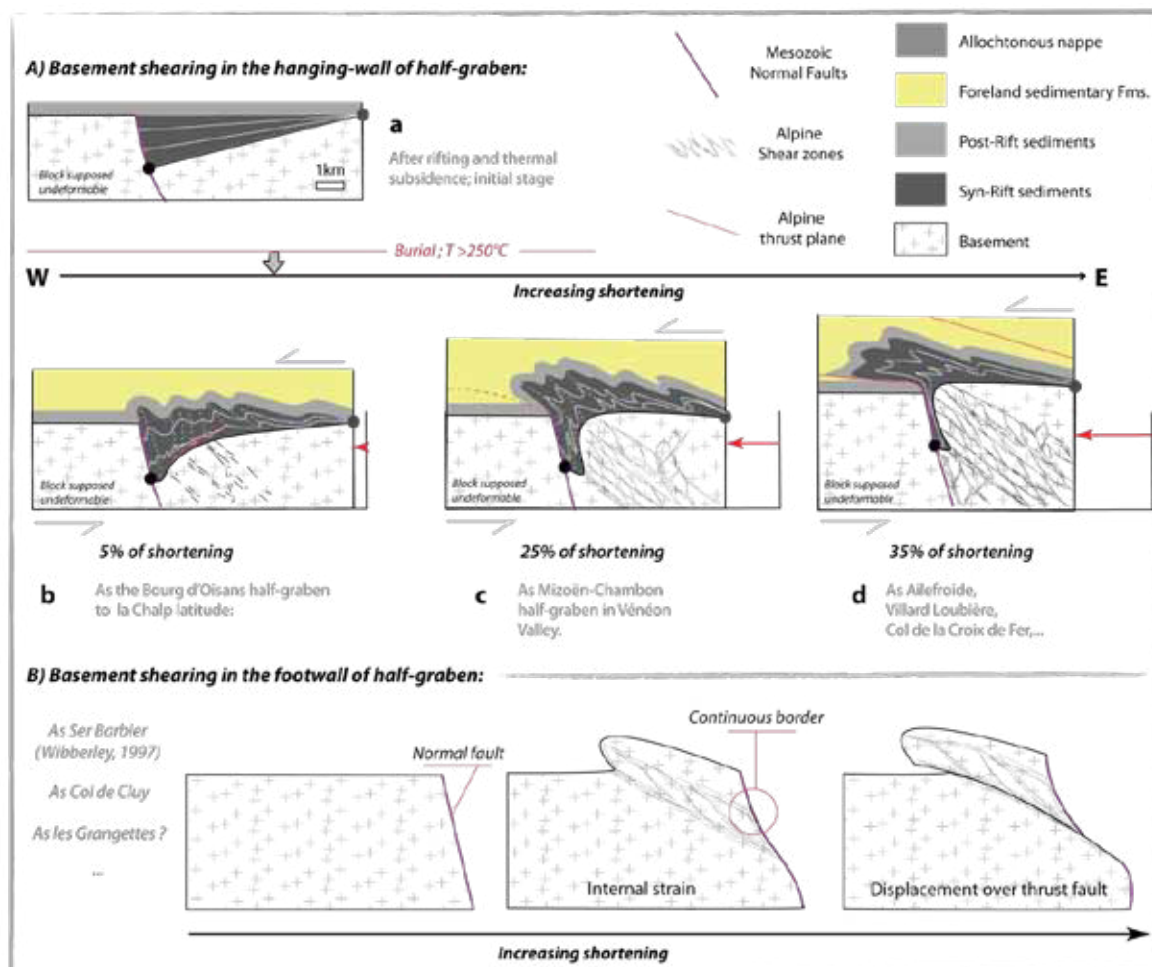 A) Basement shearing in the hanging-wall of half-graben:
Block supposed
undeformable
a
1km
After rifting and thermal
subsidence; initial stage
Mesozoic
Normal Faults
Alpine
Shear zones
Alpine
thrust plane
Allochtonous nappe
Foreland sedimentary Fms.
Post-Rift sediments
Syn-Rift sediments
Basement
Burial ; T >250°C
W
E
Increasing shortening
Block supposed
undeformable
Block supposed
undeformable
Block supposed
undeformable
5% of shortening
25% of shortening
35% of shortening
b
As the Bourg d'Oisans half-graben
to la Chalp latitude:
c
As Mizoën-Chambon
half-graben in Vénéon
Valley.
d
As Ailefroide,
Villard Loubière,
Col de la Croix de Fer,...
B) Basement shearing in the footwall of half-graben:
As Ser Barbier
(Wibberley, 1997)
As Col de Cluy
As les Grangettes ?
...
Normal fault
Continuous border
Internal strain
Displacement over thrust fault
Increasing shortening